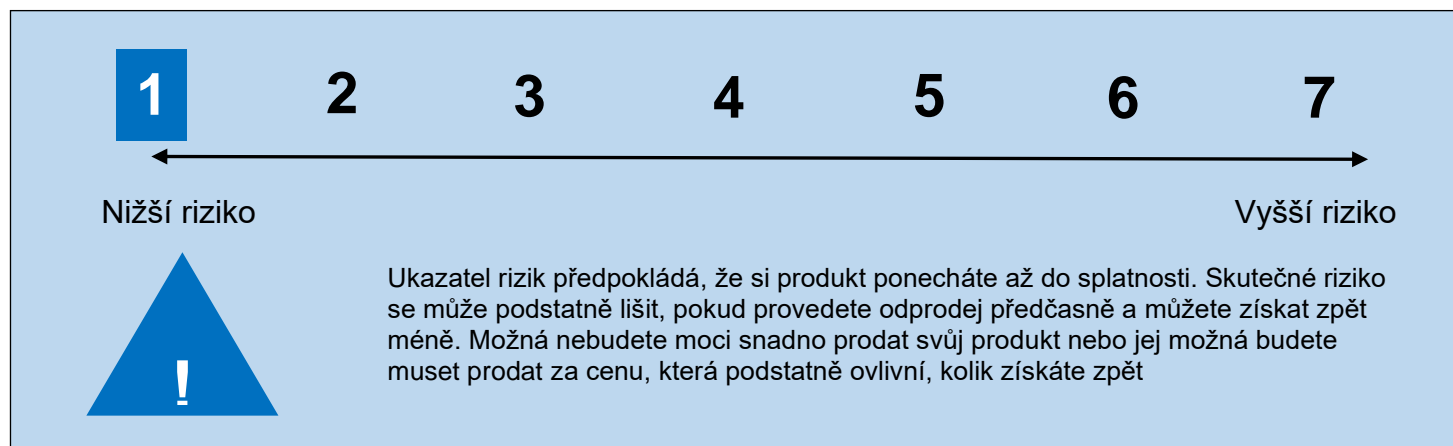 1 2 3 4 5 6 7
Nižší riziko Vyšší riziko
Ukazatel rizik předpokládá, že si produkt ponecháte až do splatnosti. Skutečné riziko
se může podstatně lišit, pokud provedete odprodej předčasně a můžete získat zpět
méně. Možná nebudete moci snadno prodat svůj produkt nebo jej možná budete
muset prodat za cenu, která podstatně ovlivní, kolik získáte zpět
!